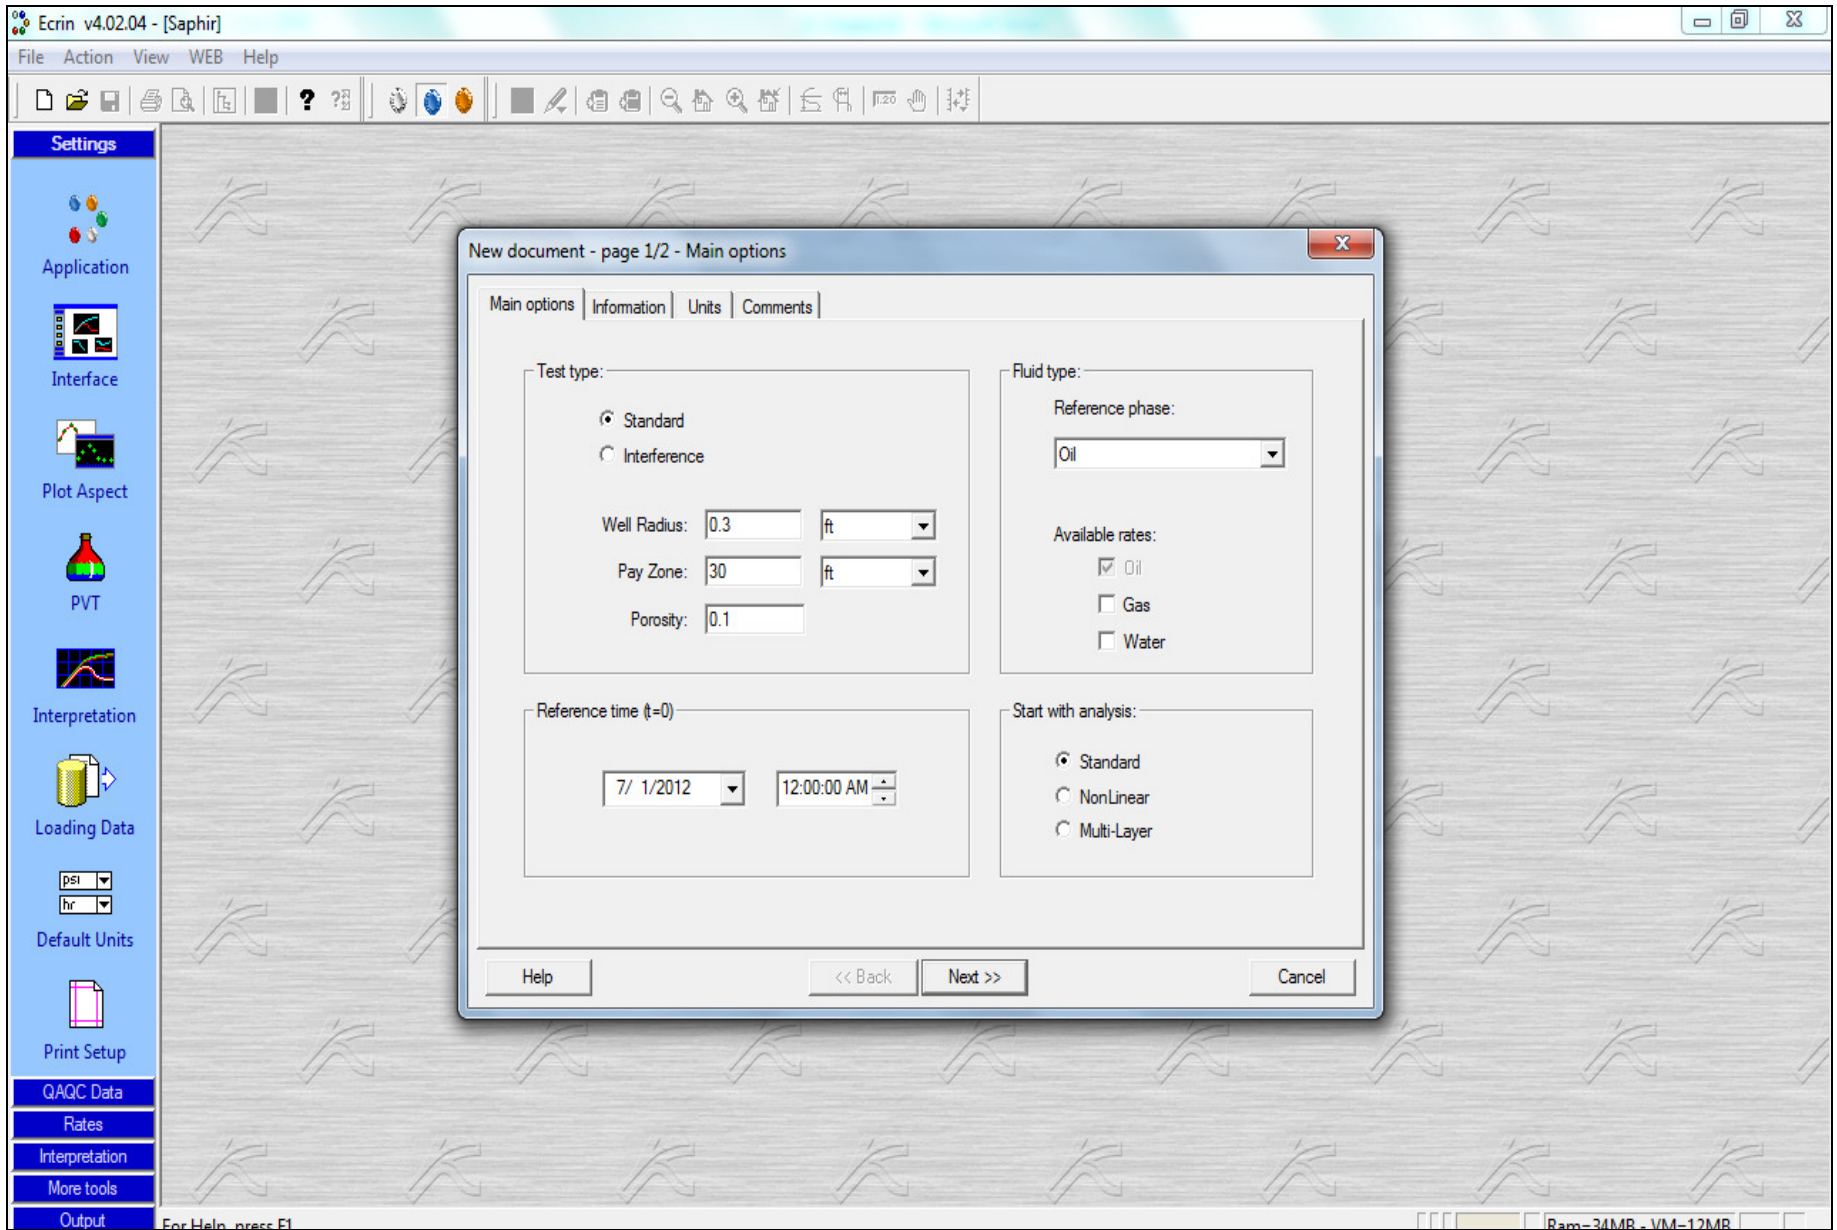 Ecrin v4.02.04 - [Saphir]
File Action View WEB Help
Settings
Application
Interface
Plot Aspect
PVT
Interpretation
Loading Data
psi
hr
Default Units
Print Setup
QAQC Data
Rates
Interpretation
More tools
Output
New document - page 1/2 - Main options
Main options Information Units Comments
Test type:
Standard
Interference
Well Radius: 0.3 ft
Pay Zone: 30 ft
Porosity: 0.1
Fluid type:
Reference phase:
Oil
Available rates:
Oil
Gas
Water
Reference time (t=0)
7/ 1/2012 12:00:00 AM
Start with analysis:
Standard
NonLinear
Multi-Layer
Help << Back Next >> Cancel
For Help, press F1
Ram=34MB - VM=12MB